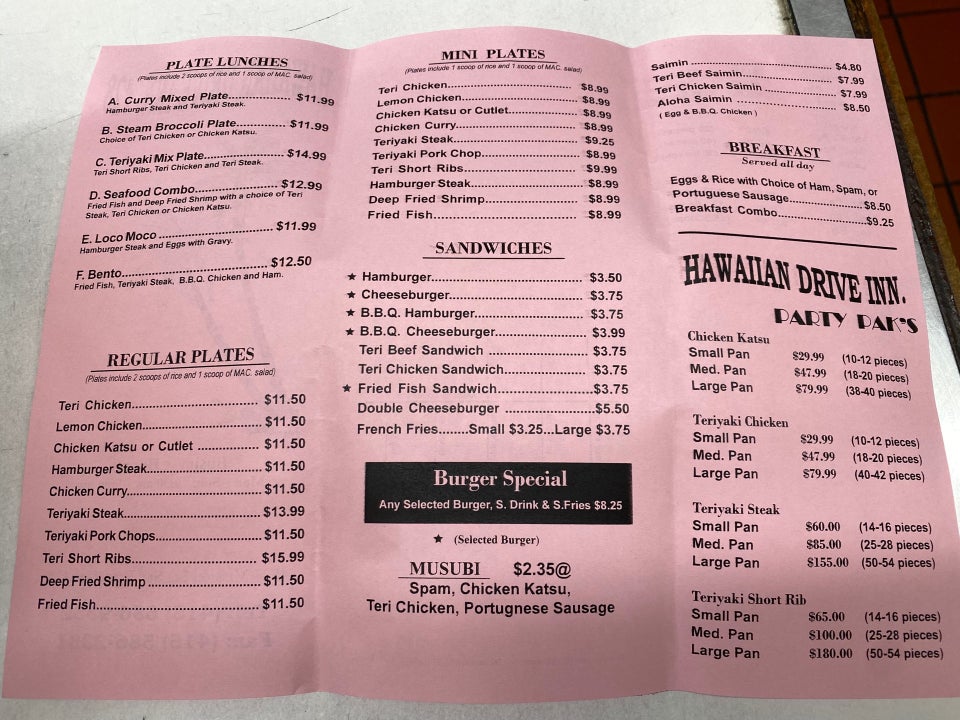 PLATE LUNCHES
(Plates include 2 scoops of rice and 1 scoop of MAC. salad)
A. Curry Mixed Plate................ $11.99
Hamburger Steak and Teriyaki Steak.
B. Steam Broccoli Plate............. $11.99
Choice of Teri Chicken or Chicken Katsu.
C. Teriyaki Mix Plate..................... $14.99
Teri Short Ribs, Teri Chicken and Teri Steak.
D. Seafood Combo...................... $12.99
Fried Fish and Deep Fried Shrimp with a choice of Teri
Steak, Teri Chicken or Chicken Katsu.
E. Loco Moco .............................. $11.99
Hamburger Steak and Eggs with Gravy.
F. Bento...................................... $12.50
Fried Fish, Teriyaki Steak, B.B.Q. Chicken and Ham.
REGULAR PLATES
(Plates include 2 scoops of rice and 1 scoop of MAC. salad)
Teri Chicken.................................. $11.50
Lemon Chicken................................ $11.50
Chicken Katsu or Cutlet .................. $11.50
Hamburger Steak............................... $11.50
Chicken Curry.................................... $11.50
Teriyaki Steak..................................... $13.99
Teriyaki Pork Chops............................ $11.50
Teri Short Ribs................................... $15.99
Deep Fried Shrimp .............................. $11.50
Fried Fish............................................ $11.50
MINI PLATES
(Plates include 1 scoop of rice and 1 scoop of MAC. salad)
Teri Chicken.................................. $8.99
Lemon Chicken............................. $8.99
Chicken Katsu or Cutlet................. $8.99
Chicken Curry................................ $8.99
Teriyaki Steak................................ $9.25
Teriyaki Pork Chop........................ $8.99
Teri Short Ribs.............................. $9.99
Hamburger Steak........................... $8.99
Deep Fried Shrimp......................... $8.99
Fried Fish...................................... $8.99
SANDWICHES
★ Hamburger..................................... $3.50
★ Cheeseburger................................. $3.75
★ B.B.Q. Hamburger........................... $3.75
★ B.B.Q. Cheeseburger....................... $3.99
Teri Beef Sandwich ........................ $3.75
Teri Chicken Sandwich.................... $3.75
★ Fried Fish Sandwich.......................$3.75
Double Cheeseburger .....................$5.50
French Fries........Small $3.25...Large $3.75
Burger Special
Any Selected Burger, S. Drink & S.Fries $8.25
★ (Selected Burger)
MUSUBI $2.35@
Spam, Chicken Katsu,
Teri Chicken, Portugnese Sausage
Saimin ........................................ $4.80
Teri Beef Saimin......................... $7.99
Teri Chicken Saimin ................... $7.99
Aloha Saimin ............................. $8.50
( Egg & B.B.Q. Chicken )
BREAKFAST
Served all day
Eggs & Rice with Choice of Ham, Spam, or
Portuguese Sausage......................$8.50
Breakfast Combo...........................$9.25
HAWAIIAN DRIVE INN.
PARTY PAK'S
Chicken Katsu
Small Pan $29.99 (10-12 pieces)
Med. Pan $47.99 (18-20 pieces)
Large Pan $79.99 (38-40 pieces)
Teriyaki Chicken
Small Pan $29.99 (10-12 pieces)
Med. Pan $47.99 (18-20 pieces)
Large Pan $79.99 (40-42 pieces)
Teriyaki Steak
Small Pan $60.00 (14-16 pieces)
Med. Pan $85.00 (25-28 pieces)
Large Pan $155.00 (50-54 pieces)
Teriyaki Short Rib
Small Pan $65.00 (14-16 pieces)
Med. Pan $100.00 (25-28 pieces)
Large Pan $180.00 (50-54 pieces)